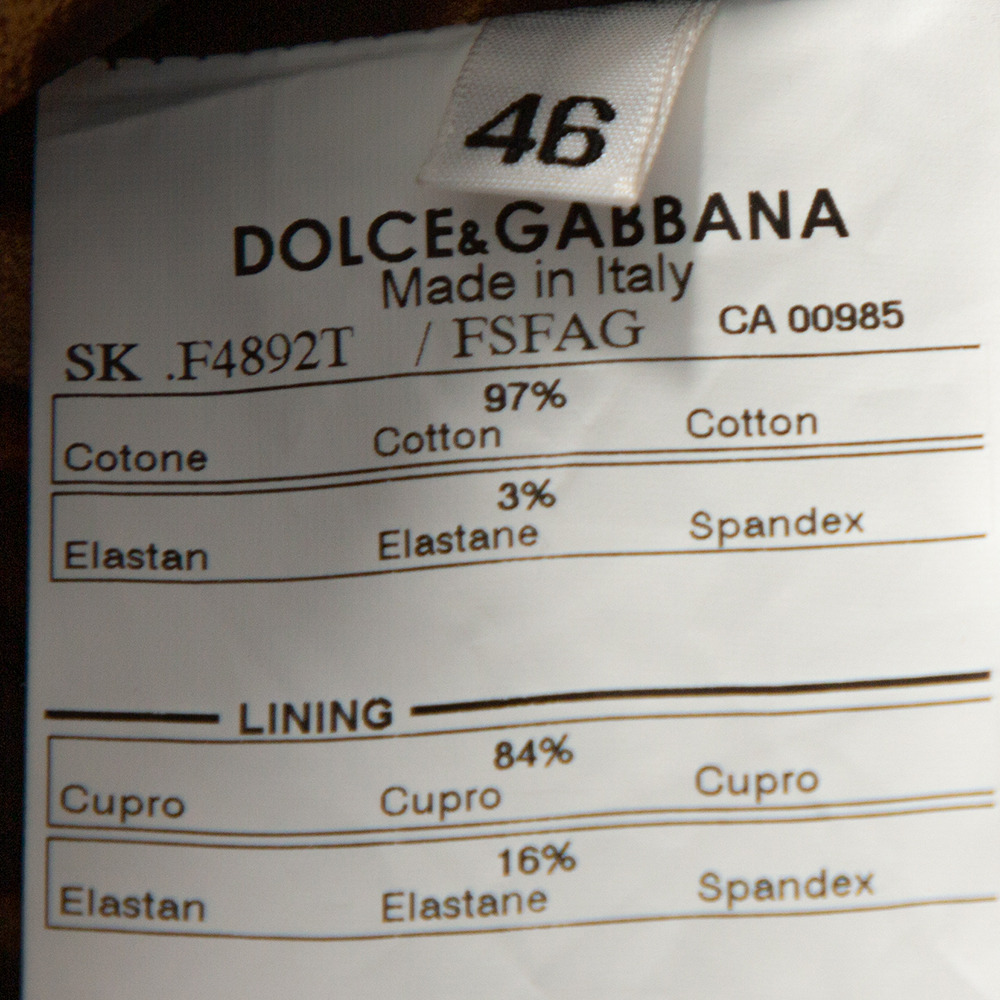 46
DOLCE&GABBANA
Made in Italy
SK .F4892T / FSFAG CA 00985
97%
Cotone Cotton Cotton
3%
Elastan Elastane Spandex
LINING
84%
Cupro Cupro Cupro
16%
Elastan Elastane Spandex